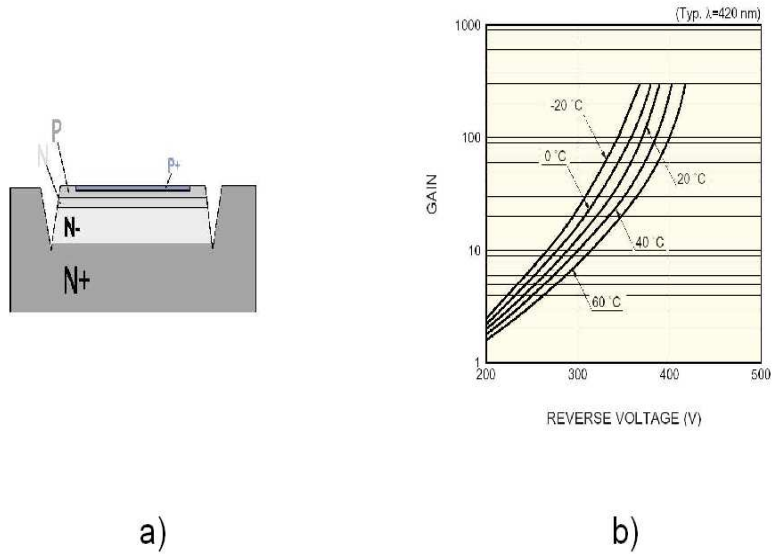 P
N
P+
N-
N+
a)
(Typ. λ=420 nm)
1000
100
10
1
GAIN
-20 ˚C
0 ˚C
20 ˚C
40 ˚C
60 ˚C
200 300 400 500
REVERSE VOLTAGE (V)
b)